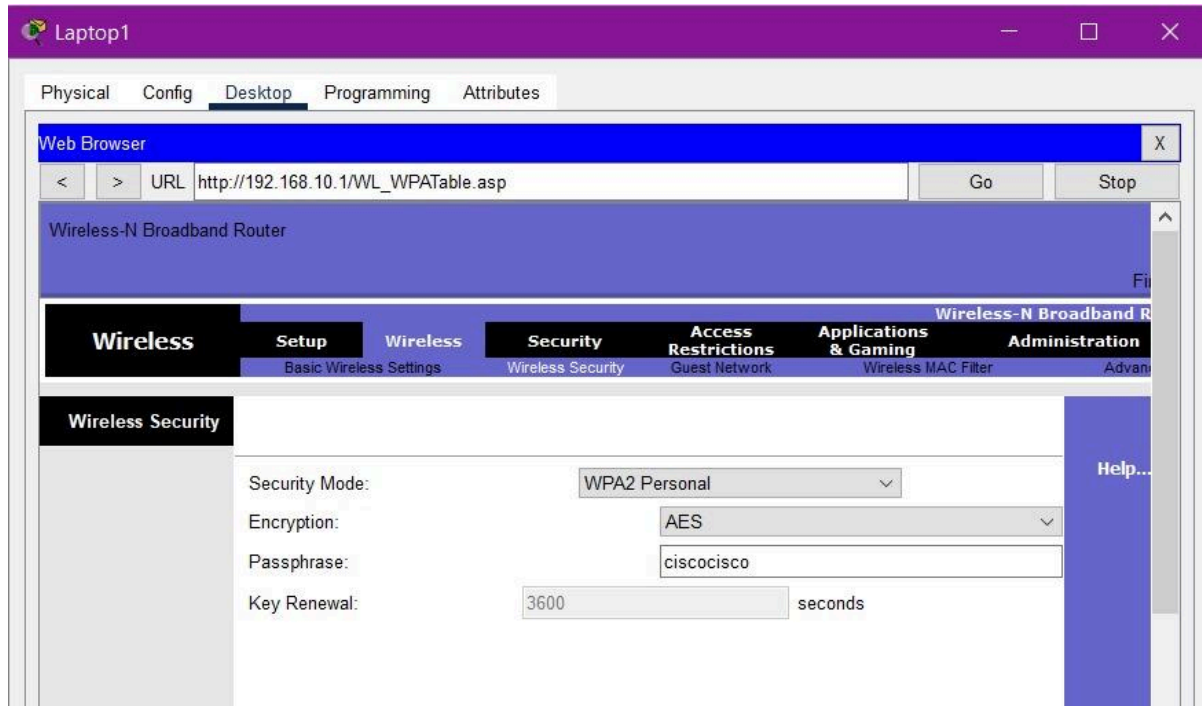 Laptop1
Physical Config Desktop Programming Attributes
Web Browser X
< > URL http://192.168.10.1/WL_WPATable.asp Go Stop
Wireless-N Broadband Router
Wireless-N Broadband R
Wireless Setup Wireless Security Access Restrictions Applications & Gaming Administration
Basic Wireless Settings Wireless Security Guest Network Wireless MAC Filter
Wireless Security
Help...
Security Mode: WPA2 Personal
Encryption: AES
Passphrase: ciscocisco
Key Renewal: 3600 seconds